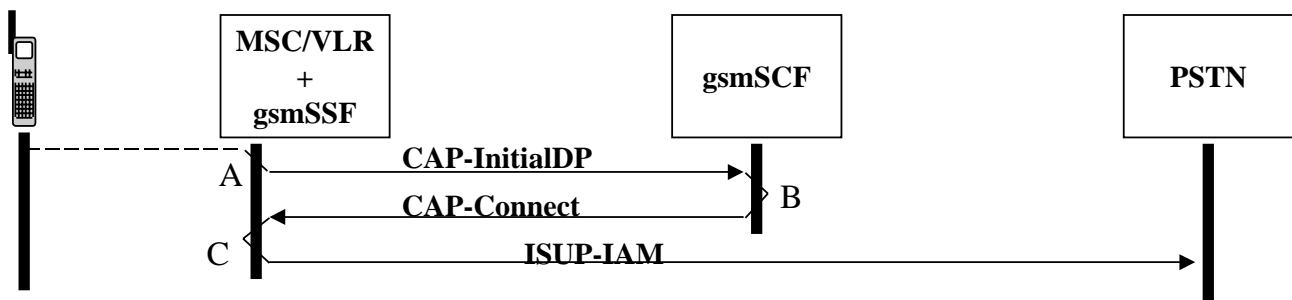 MSC/VLR
+
gsmSSF
gsmSCF
PSTN
CAP-InitialDP
A
B
CAP-Connect
C
ISUP-IAM